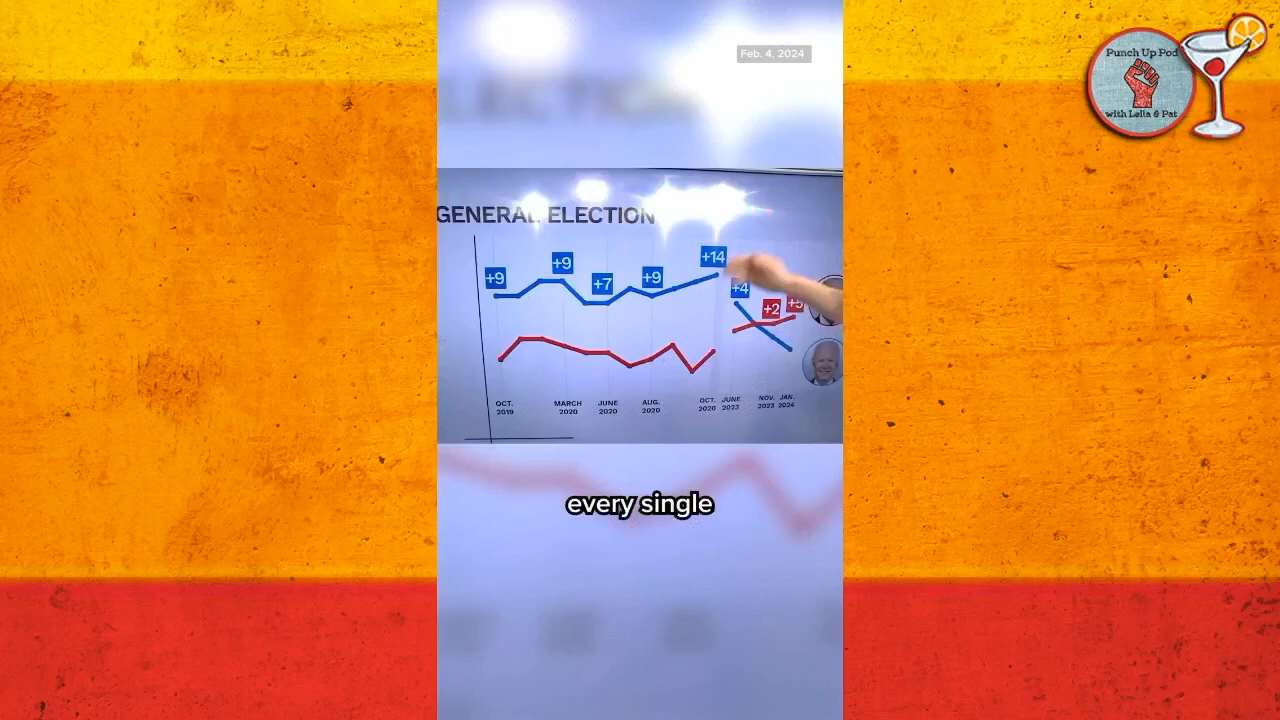 Punch Up Pod
with Leila & Pat
Feb. 4, 2024
GENERAL ELECTION
+9
+9
+7
+9
+14
+4
+2
+5
OCT. 2019
MARCH 2020
JUNE 2020
AUG. 2020
OCT. 2020
JUNE 2023
NOV. 2023
JAN. 2024
every single